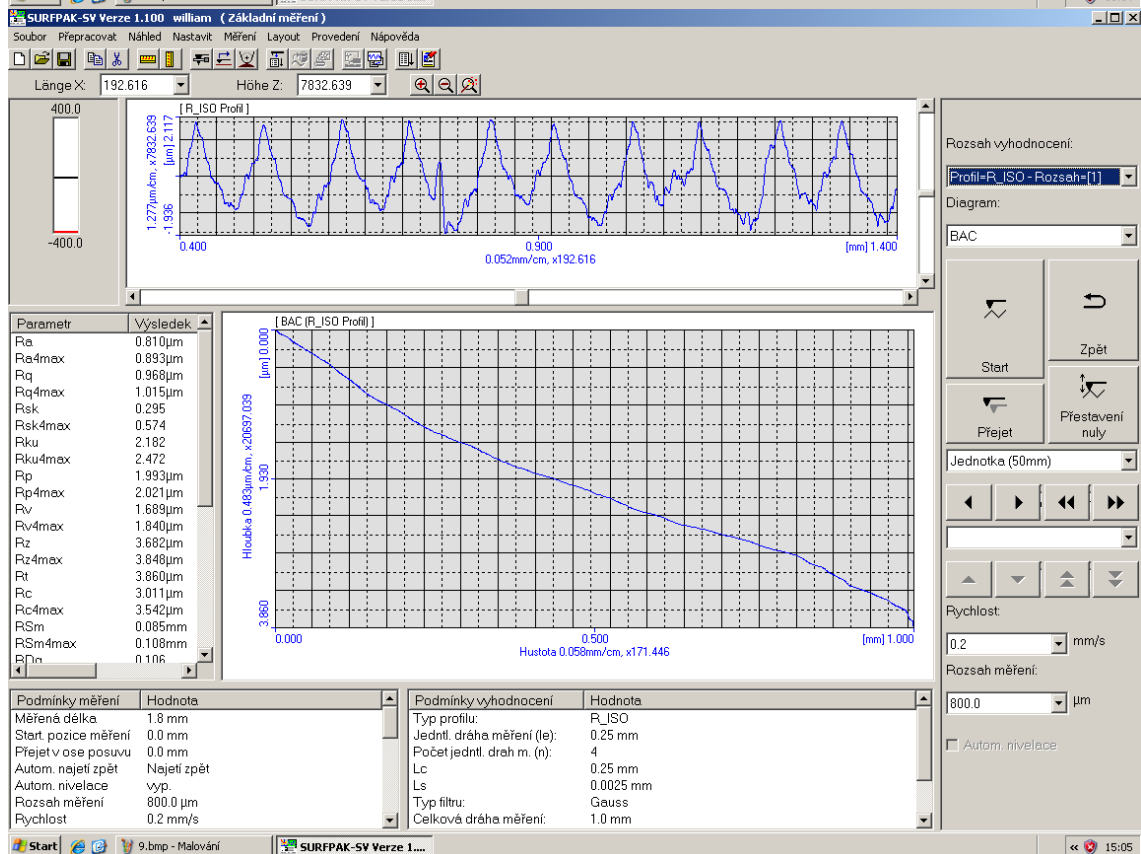 SURFPAK-SV Verze 1.100 william ( Základní měření )
Soubor Přepracovat Náhled Nastavit Měření Layout Provedení Nápověda
Länge X: 192.616 Höhe Z: 7832.639
400.0
-400.0
[ R_ISO Profil ]
1.277µm/cm, x7832.639
-1.936 [µm] 2.117
0.400 0.900 [mm] 1.400
0.052mm/cm, x192.616
Rozsah vyhodnocení:
Profil=R_ISO - Rozsah=[1]
Diagram:
BAC
Start
Zpět
Přejet
Přestavení
nuly
Jednotka (50mm)
Rychlost:
0.2 mm/s
Rozsah měření:
800.0 µm
Autom. nivelace
Parametr Výsledek
Ra 0.810µm
Ra4max 0.893µm
Rq 0.968µm
Rq4max 1.015µm
Rsk 0.295
Rsk4max 0.574
Rku 2.182
Rku4max 2.472
Rp 1.993µm
Rp4max 2.021µm
Rv 1.689µm
Rv4max 1.840µm
Rz 3.682µm
Rz4max 3.848µm
Rt 3.860µm
Rc 3.011µm
Rc4max 3.542µm
RSm 0.085mm
RSm4max 0.108mm
RDq 0.106
[ BAC (R_ISO Profil) ]
Hloubka 0.483µm/cm, x20697.039
3.860 1.930 [µm] 0.000
0.000 0.500 [mm] 1.000
Hustota 0.058mm/cm, x171.446
Podmínky měření Hodnota
Měřená délka 1.8 mm
Start. pozice měření 0.0 mm
Přejet v ose posuvu 0.0 mm
Autom. najetí zpět Najetí zpět
Autom. nivelace vyp.
Rozsah měření 800.0 µm
Rychlost 0.2 mm/s
Podmínky vyhodnocení Hodnota
Typ profilu: R_ISO
Jedntl. dráha měření (le): 0.25 mm
Počet jedntl. drah m. (n): 4
Lc 0.25 mm
Ls 0.0025 mm
Typ filtru: Gauss
Celková dráha měření: 1.0 mm
Start 9.bmp - Malování SURFPAK-SV Verze 1.... 15:05